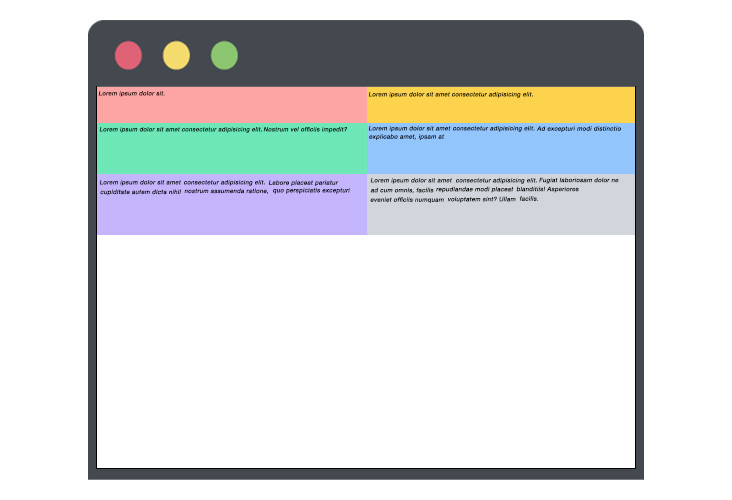 Lorem ipsum dolor sit.
Lorem ipsum dolor sit amet consectetur adipisicing elit.
Lorem ipsum dolor sit amet consectetur adipisicing elit. Nostrum vel officiis impedit?
Lorem ipsum dolor sit amet consectetur adipisicing elit. Ad excepturi modi distinctio
explicabo amet, ipsam at
Lorem ipsum dolor sit amet consectetur adipisicing elit. Labore placeat pariatur
cupiditate autem dicta nihil nostrum assumenda ratione, quo perspiciatis excepturi
Lorem ipsum dolor sit amet consectetur adipisicing elit. Fugiat laboriosam dolor ne
ad cum omnis, facilis repudiandae modi placeat blanditiis! Asperiores
eveniet officiis numquam voluptatem sint? Ullam facilis.